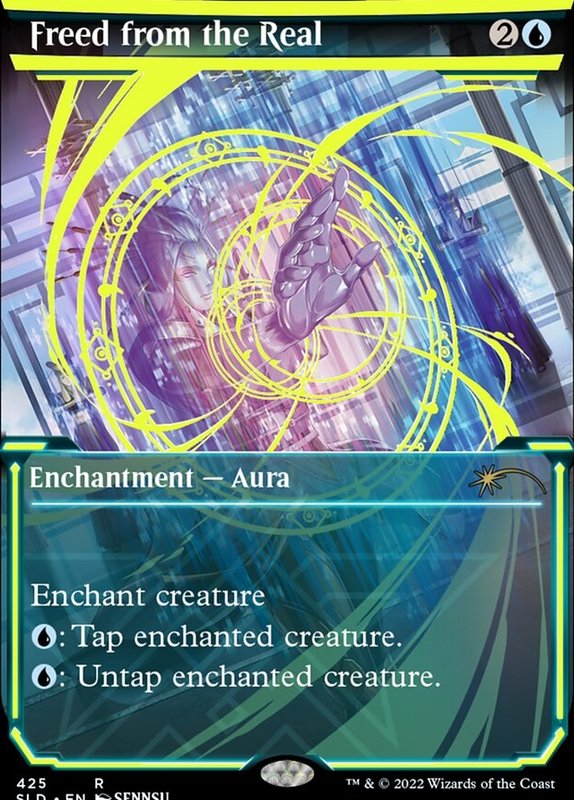 Freed from the Real 2
Enchantment — Aura
Enchant creature
: Tap enchanted creature.
: Untap enchanted creature.
425 R
SLD • EN SENNSU
™ & © 2022 Wizards of the Coast